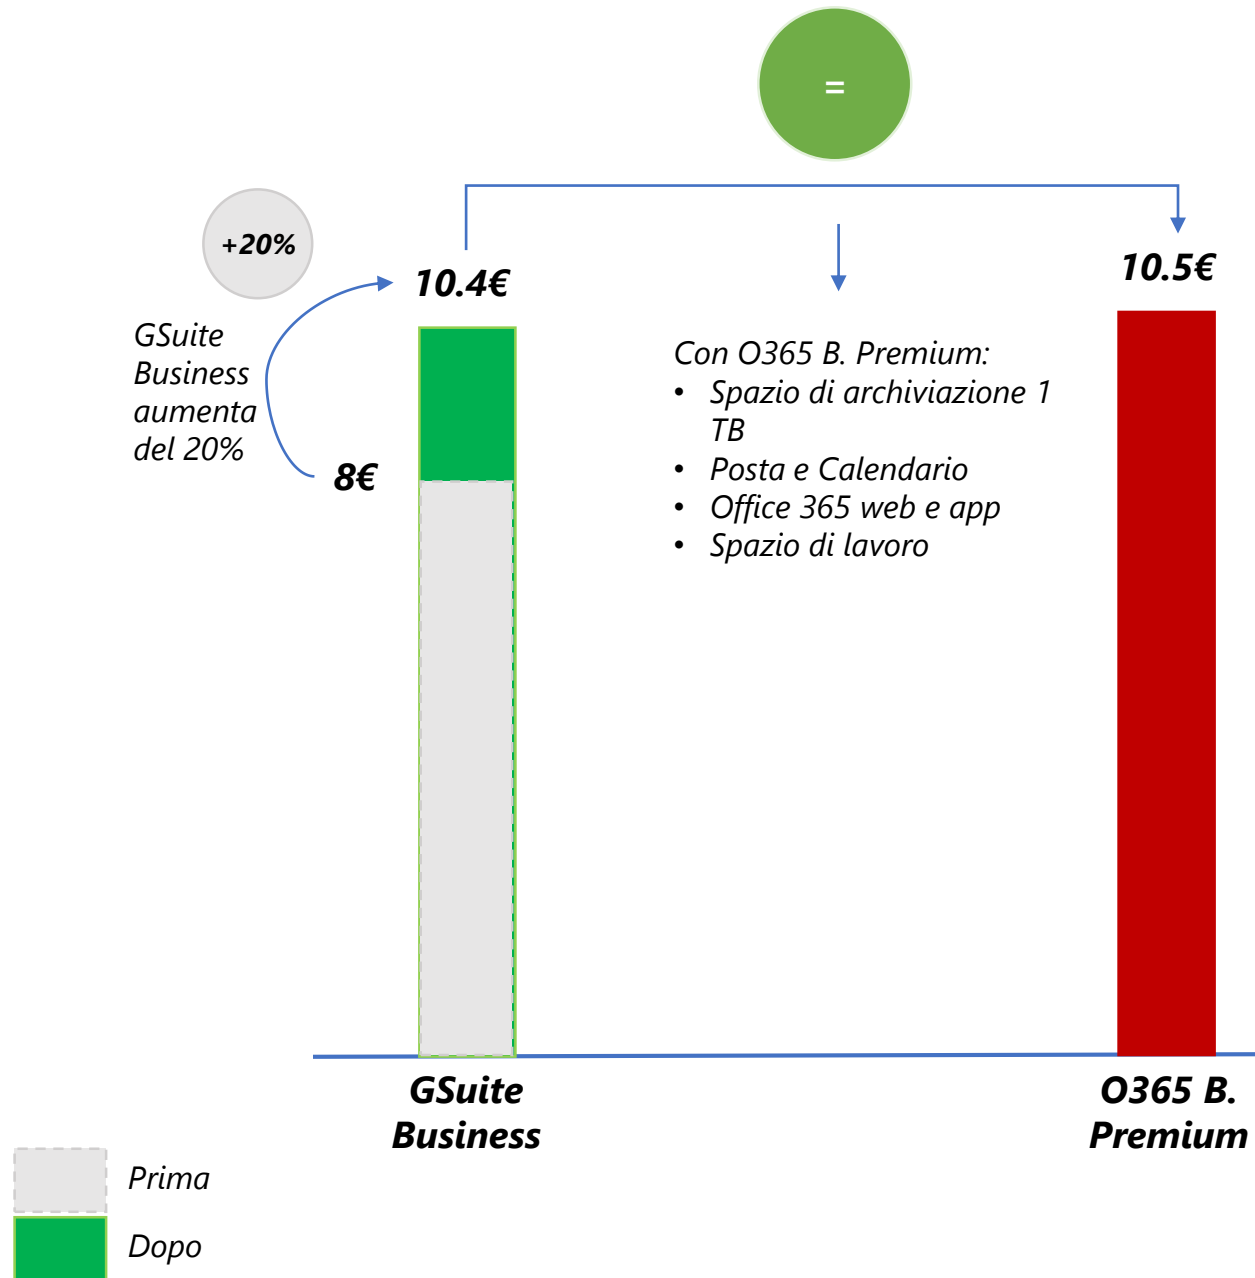 =
+20%
10.4€
10.5€
GSuite
Business
aumenta
del 20%
8€
Con O365 B. Premium:
• Spazio di archiviazione 1
TB
• Posta e Calendario
• Office 365 web e app
• Spazio di lavoro
GSuite
Business
O365 B.
Premium
Prima
Dopo